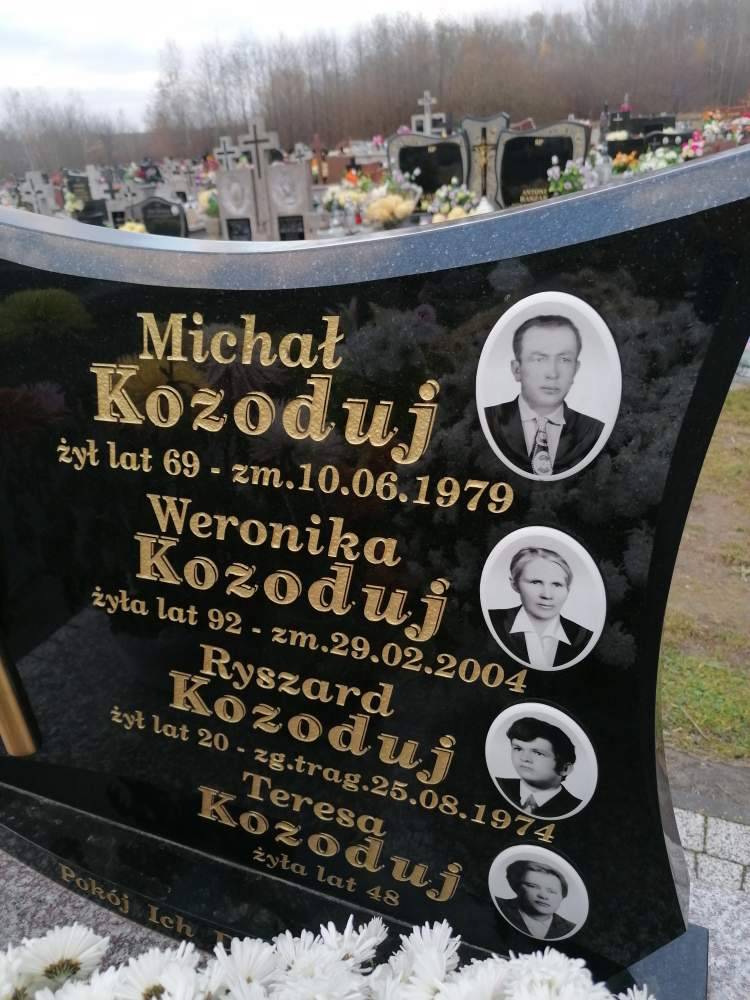 Michał
Kozoduj
żył lat 69 - zm.10.06.1979
Weronika
Kozoduj
żyła lat 92 - zm.29.02.2004
Ryszard
Kozoduj
żył lat 20 - zg.trag.25.08.1974
Teresa
Kozoduj
żyła lat 48
Pokój Ich
ANTONI